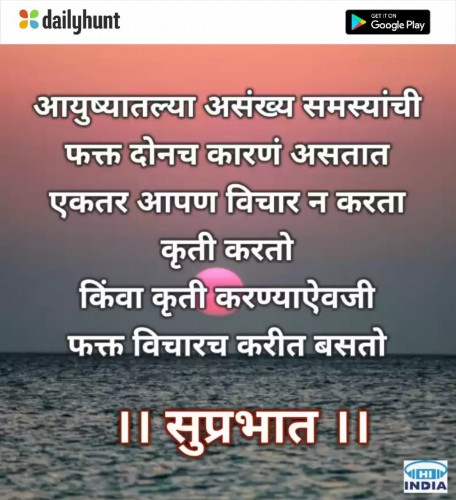 dailyhunt
GET IT ON
Google Play
आयुष्यातल्या असंख्य समस्यांची
फक्त दोनच कारणं असतात
एकतर आपण विचार न करता
कृती करतो
किंवा कृती करण्याऐवजी
फक्त विचारच करीत बसतो
।। सुप्रभात ।।
HI
INDIA